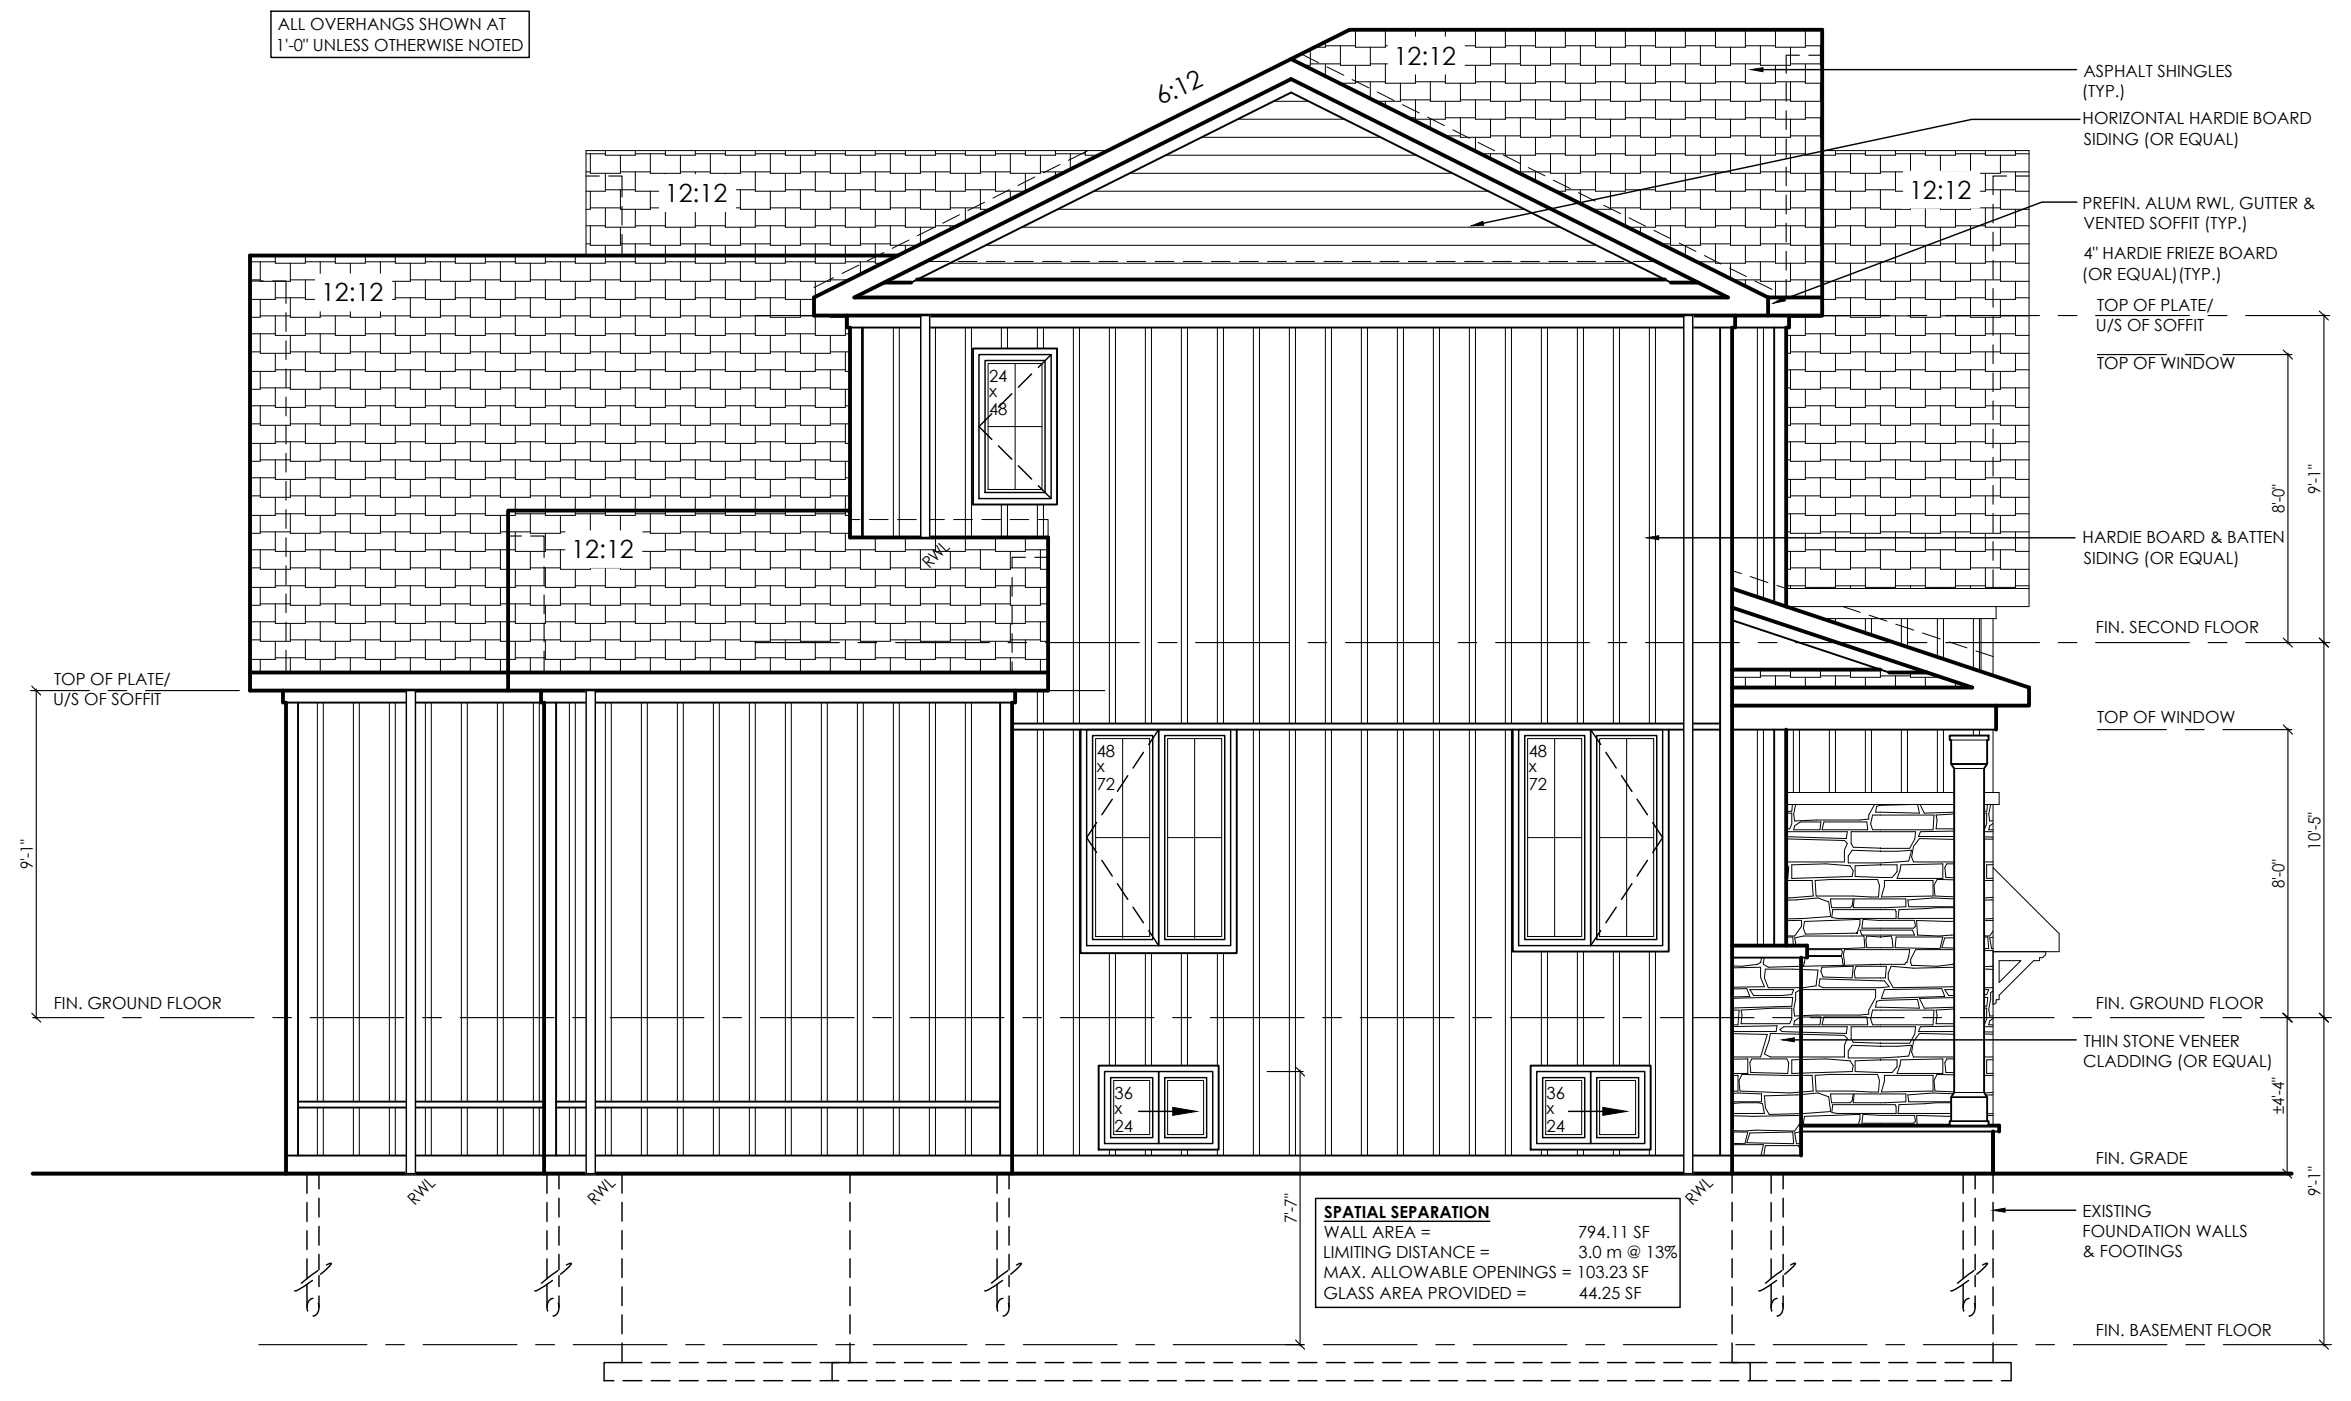 ALL OVERHANGS SHOWN AT
1'-0" UNLESS OTHERWISE NOTED
12:12
6:12
ASPHALT SHINGLES
(TYP.)
HORIZONTAL HARDIE BOARD
SIDING (OR EQUAL)
12:12
12:12
PREFIN. ALUM RWL, GUTTER &
VENTED SOFFIT (TYP.)
4" HARDIE FRIEZE BOARD
(OR EQUAL)(TYP.)
12:12
TOP OF PLATE/
U/S OF SOFFIT
TOP OF WINDOW
24
x
48
9'-1"
8'-0"
12:12
RWL
HARDIE BOARD & BATTEN
SIDING (OR EQUAL)
FIN. SECOND FLOOR
TOP OF PLATE/
U/S OF SOFFIT
TOP OF WINDOW
48
x
72
48
x
72
9'-1"
10'-5"
8'-0"
FIN. GROUND FLOOR
FIN. GROUND FLOOR
THIN STONE VENEER
CLADDING (OR EQUAL)
36
x
24
36
x
24
±4'-4"
FIN. GRADE
RWL
RWL
RWL
9'-1"
7'-7"
SPATIAL SEPARATION
WALL AREA = 794.11 SF
LIMITING DISTANCE = 3.0 m @ 13%
MAX. ALLOWABLE OPENINGS = 103.23 SF
GLASS AREA PROVIDED = 44.25 SF
EXISTING
FOUNDATION WALLS
& FOOTINGS
FIN. BASEMENT FLOOR